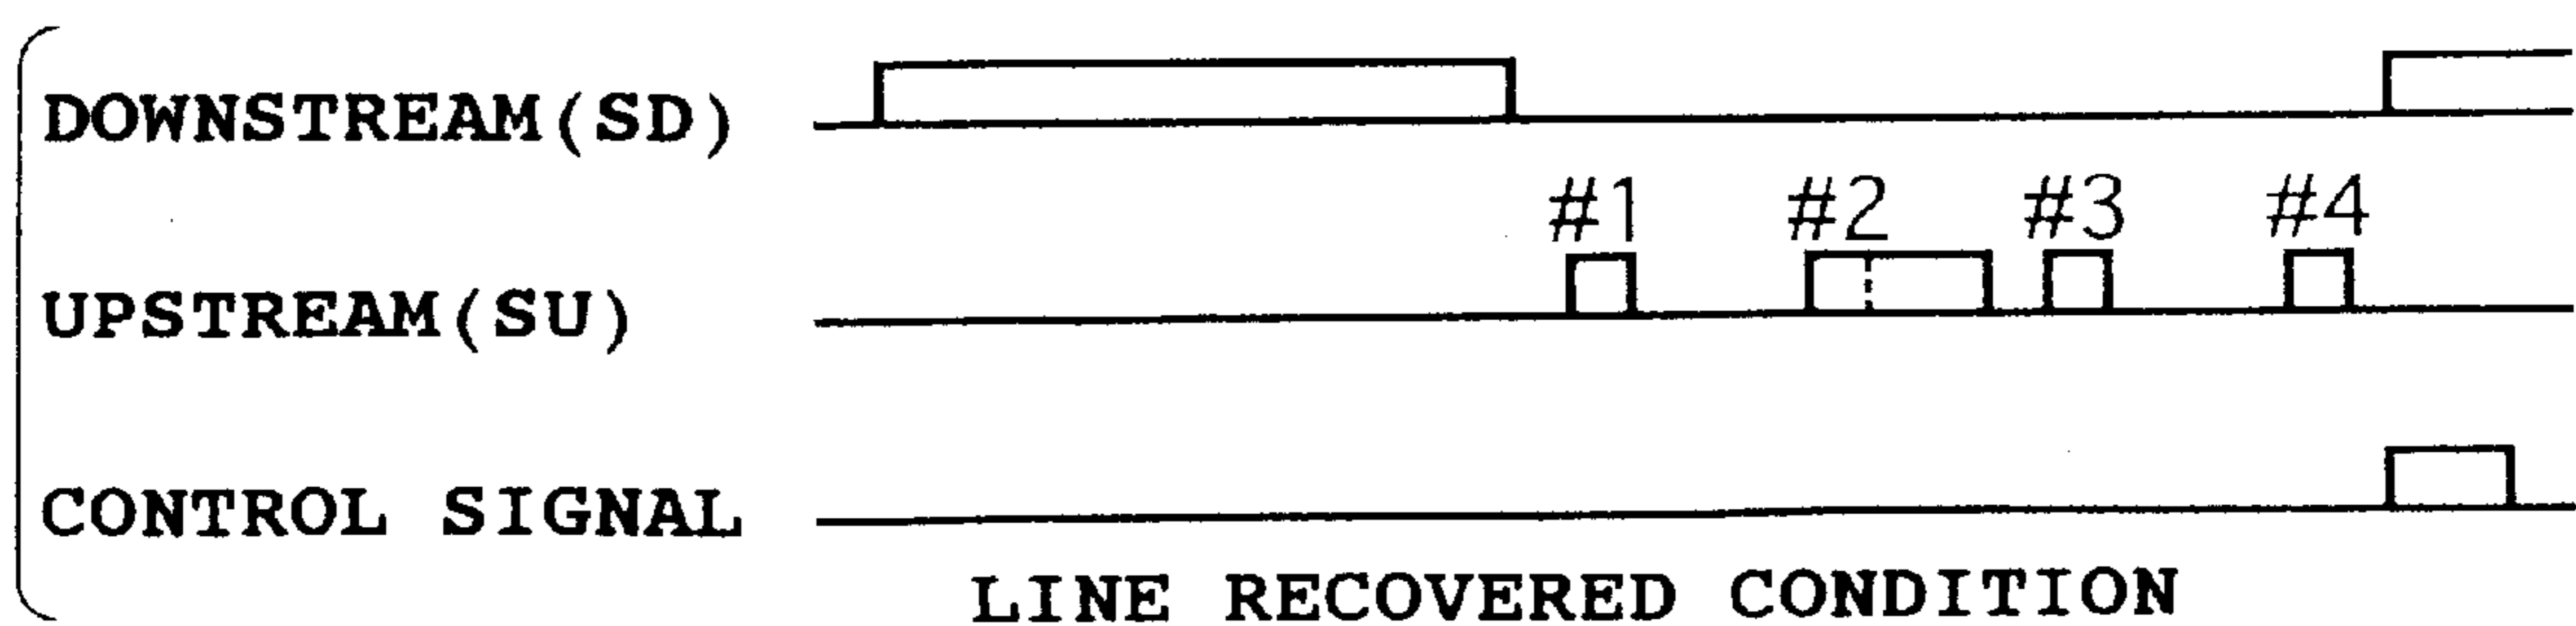 DOWNSTREAM(SD)
#1 #2 #3 #4
UPSTREAM(SU)
CONTROL SIGNAL
LINE RECOVERED CONDITION